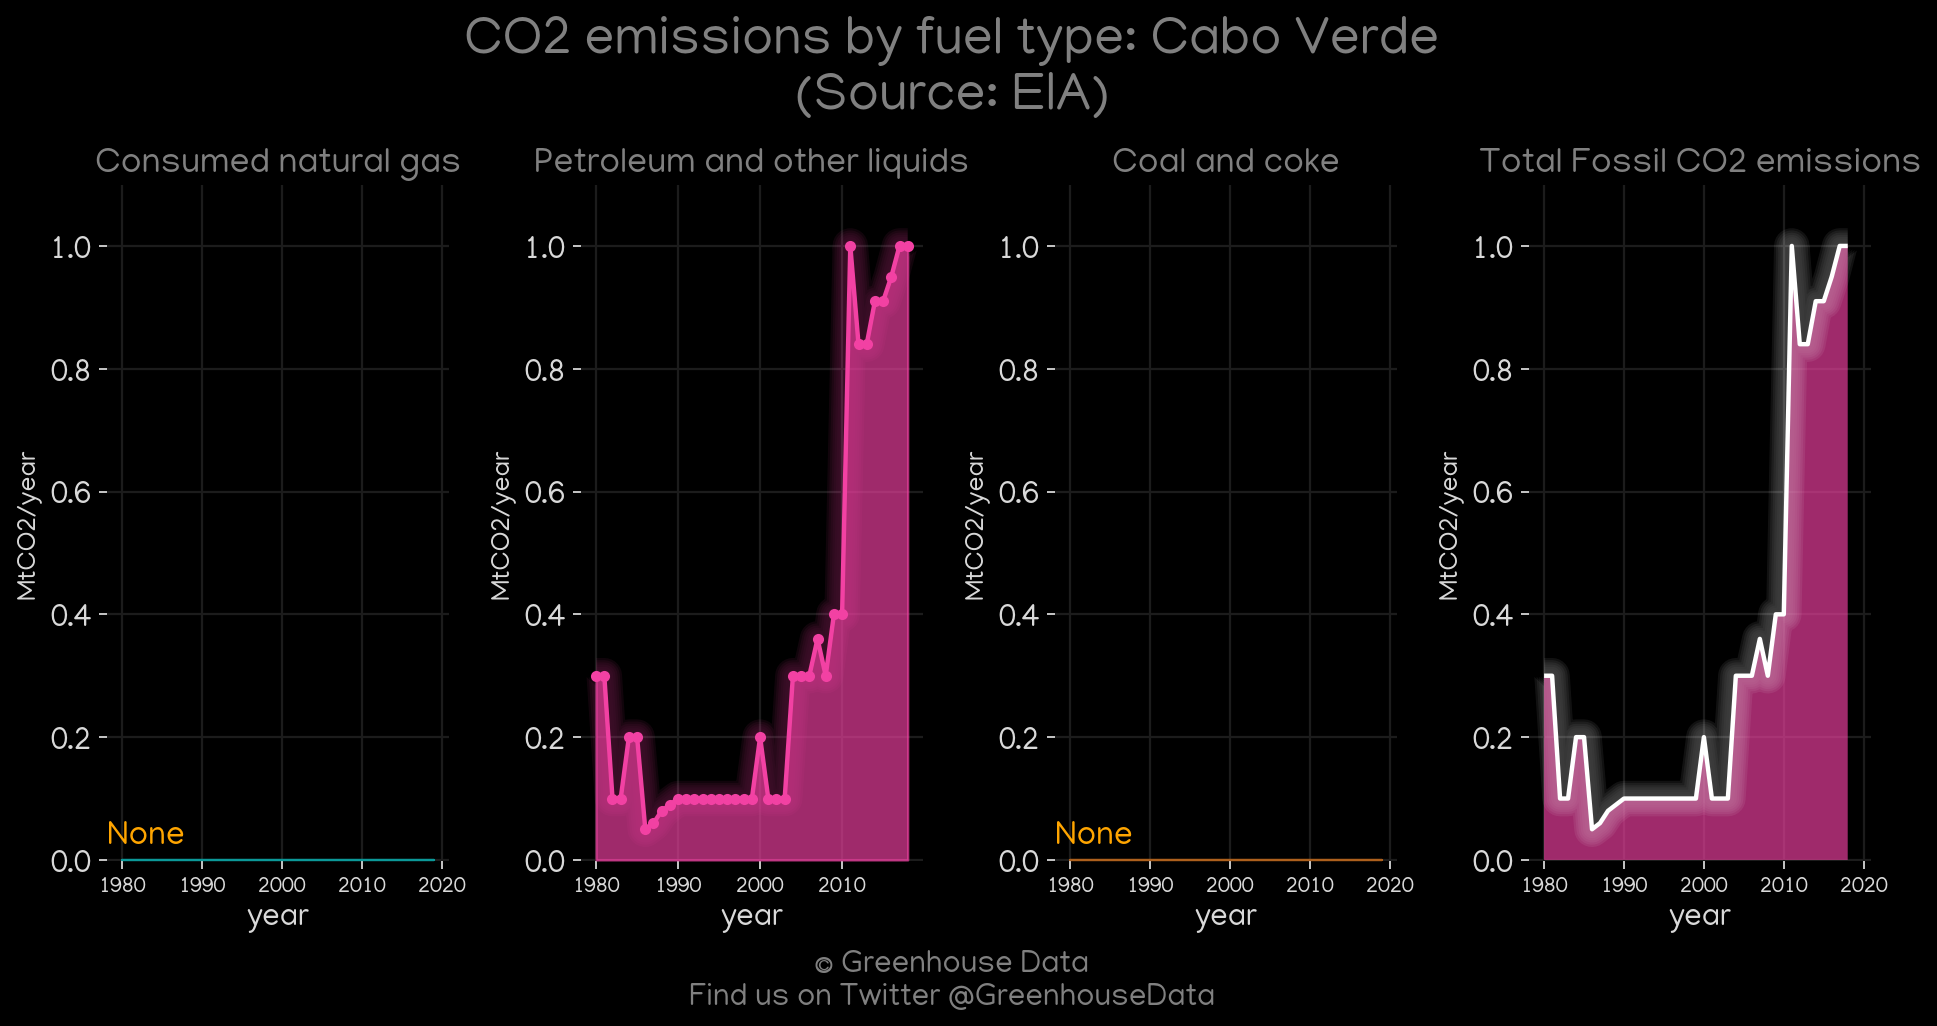 CO2 emissions by fuel type: Cabo Verde
(Source: EIA)
Consumed natural gas
Petroleum and other liquids
Coal and coke
Total Fossil CO2 emissions
MtCO2/year
1.0
0.8
0.6
0.4
0.2
0.0
None
1980 1990 2000 2010 2020
year
MtCO2/year
1.0
0.8
0.6
0.4
0.2
0.0
1980 1990 2000 2010
year
MtCO2/year
1.0
0.8
0.6
0.4
0.2
0.0
None
1980 1990 2000 2010 2020
year
MtCO2/year
1.0
0.8
0.6
0.4
0.2
0.0
1980 1990 2000 2010 2020
year
© Greenhouse Data
Find us on Twitter @GreenhouseData